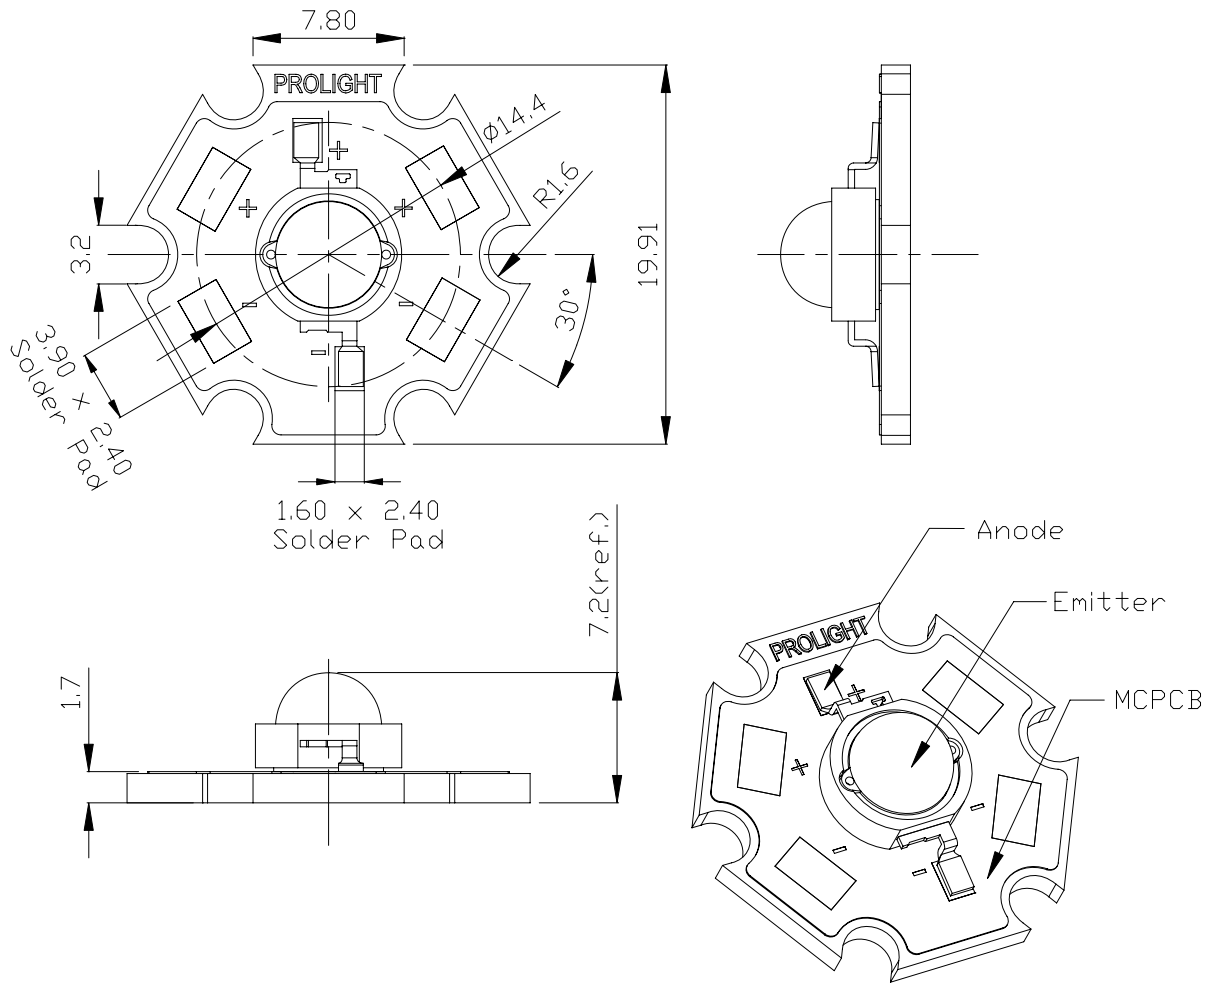 7.80
PROLIGHT
Ø14.4
R1.6
+
+
+
3.2
19.91
30°
-
-
-
3.90 x 2.40
Solder Pad
1.60 x 2.40
Solder Pad
7.2(ref.)
1.7
Anode
Emitter
PROLIGHT
+
MCPCB
+
-
-
-